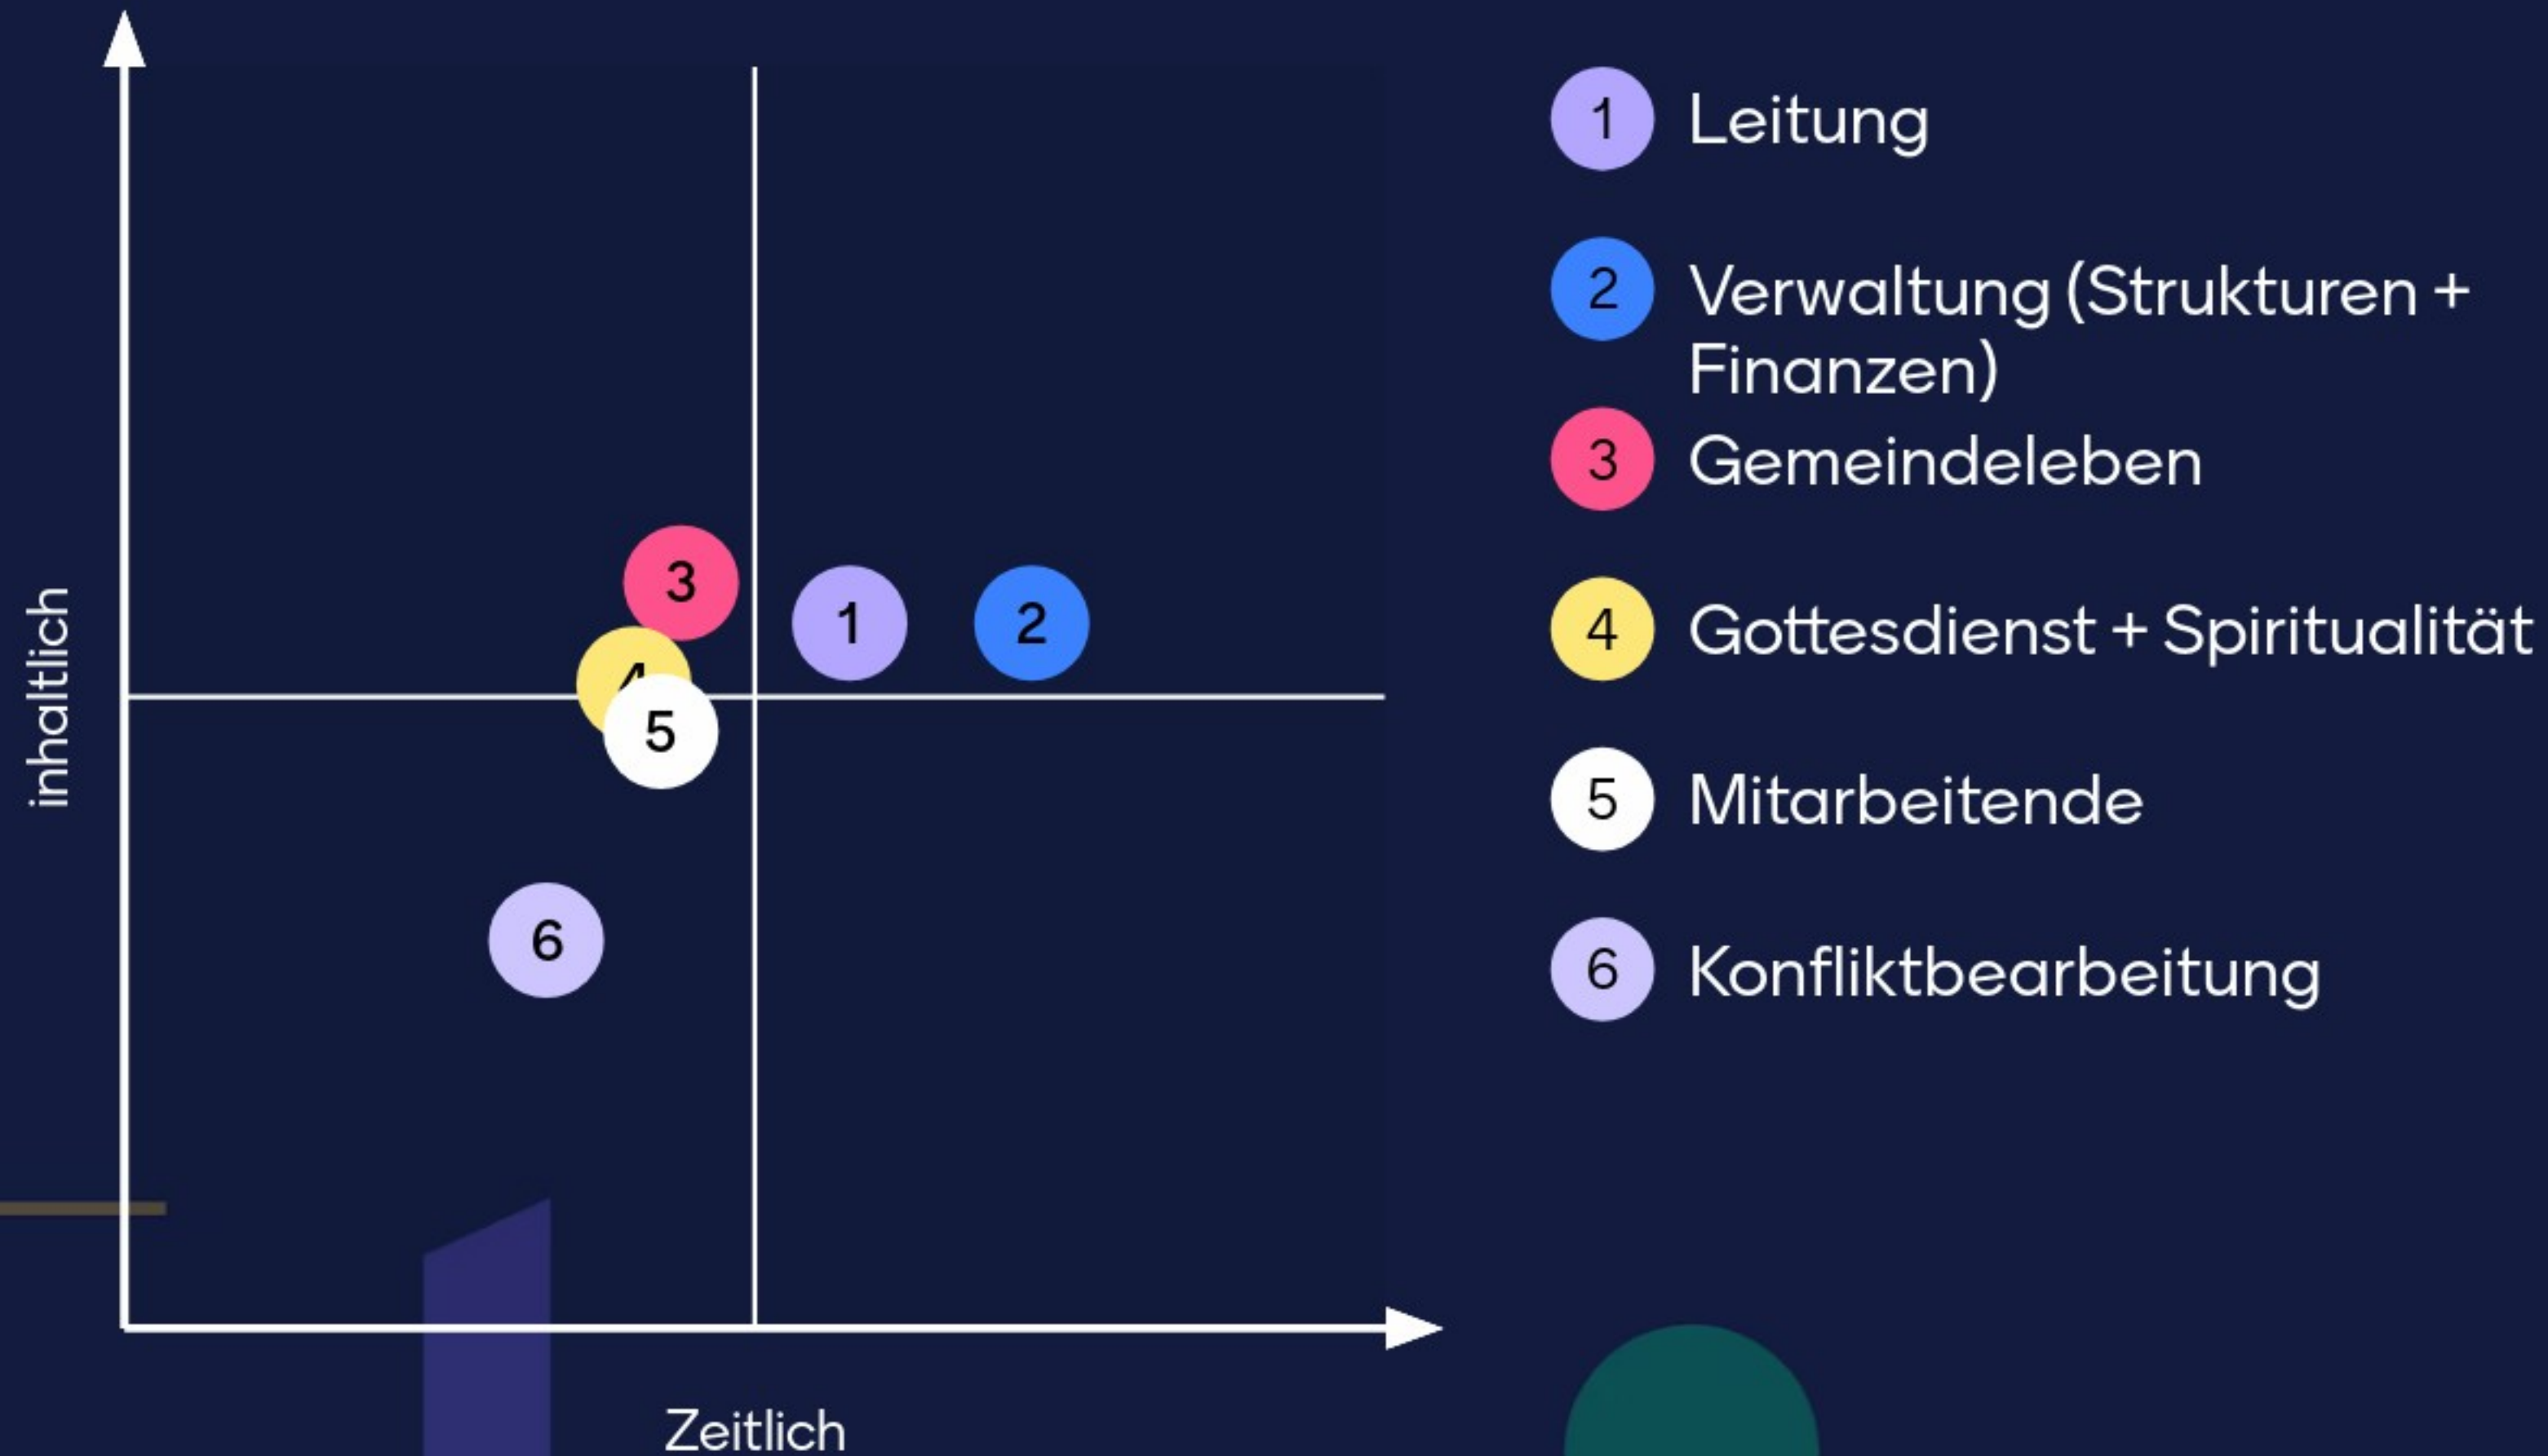 inhaltlich
3
1
2
4
5
6
Zeitlich
1 Leitung
2 Verwaltung (Strukturen +
Finanzen)
3 Gemeindeleben
4 Gottesdienst + Spiritualität
5 Mitarbeitende
6 Konfliktbearbeitung